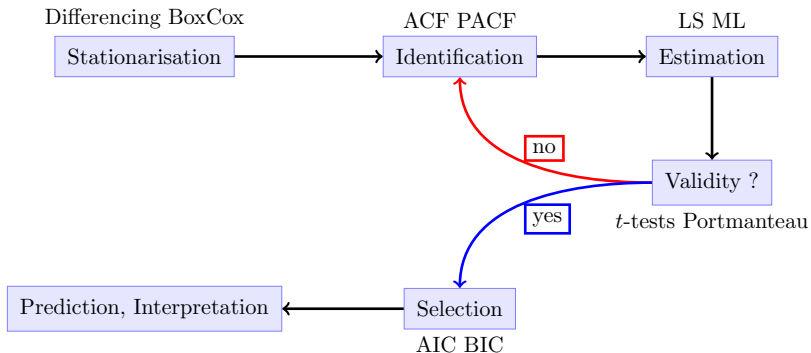 Differencing BoxCox
Stationarisation
ACF PACF
Identification
LS ML
Estimation
no
Validity ?
t-tests Portmanteau
yes
Prediction, Interpretation
Selection
AIC BIC